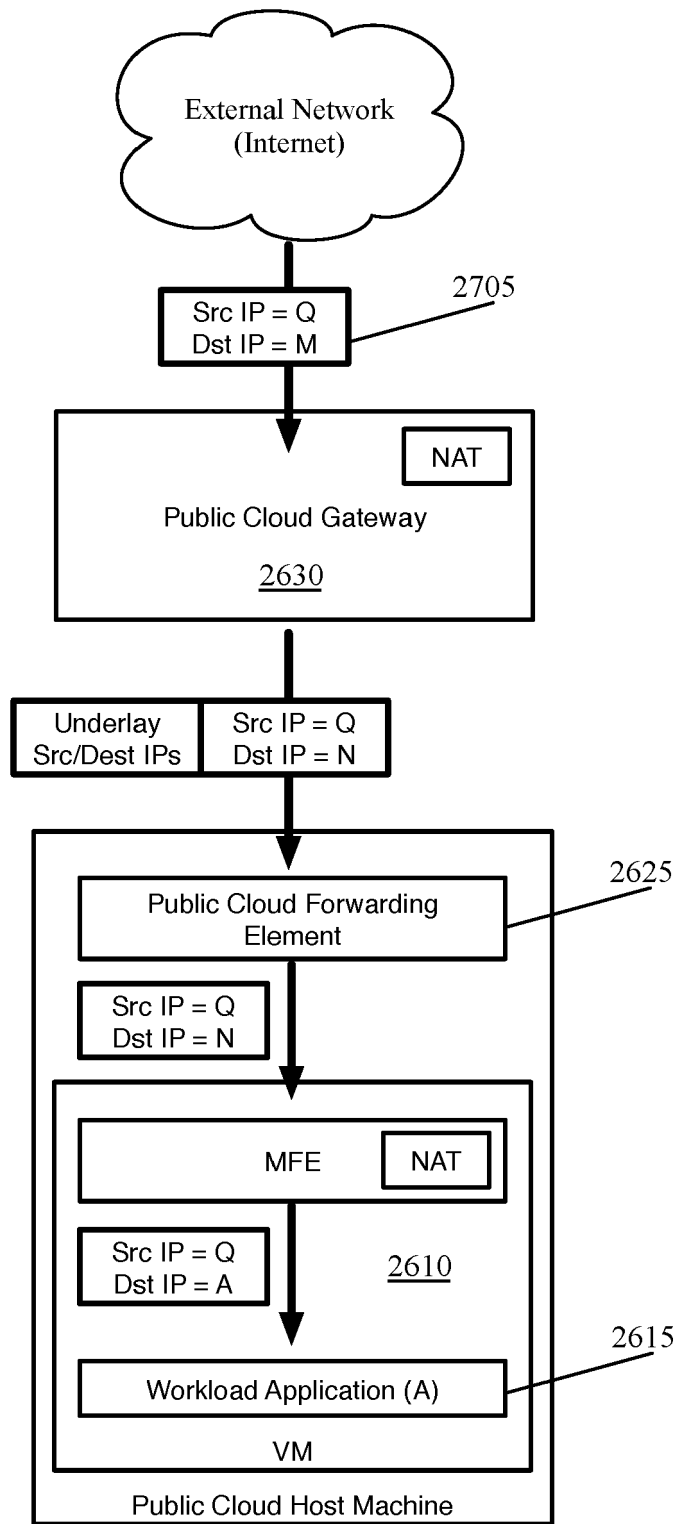 External Network
(Internet)
2705
Src IP = Q
Dst IP = M
NAT
Public Cloud Gateway
2630
Underlay
Src/Dest IPs
Src IP = Q
Dst IP = N
2625
Public Cloud Forwarding
Element
Src IP = Q
Dst IP = N
MFE
NAT
Src IP = Q
Dst IP = A
2610
2615
Workload Application (A)
VM
Public Cloud Host Machine